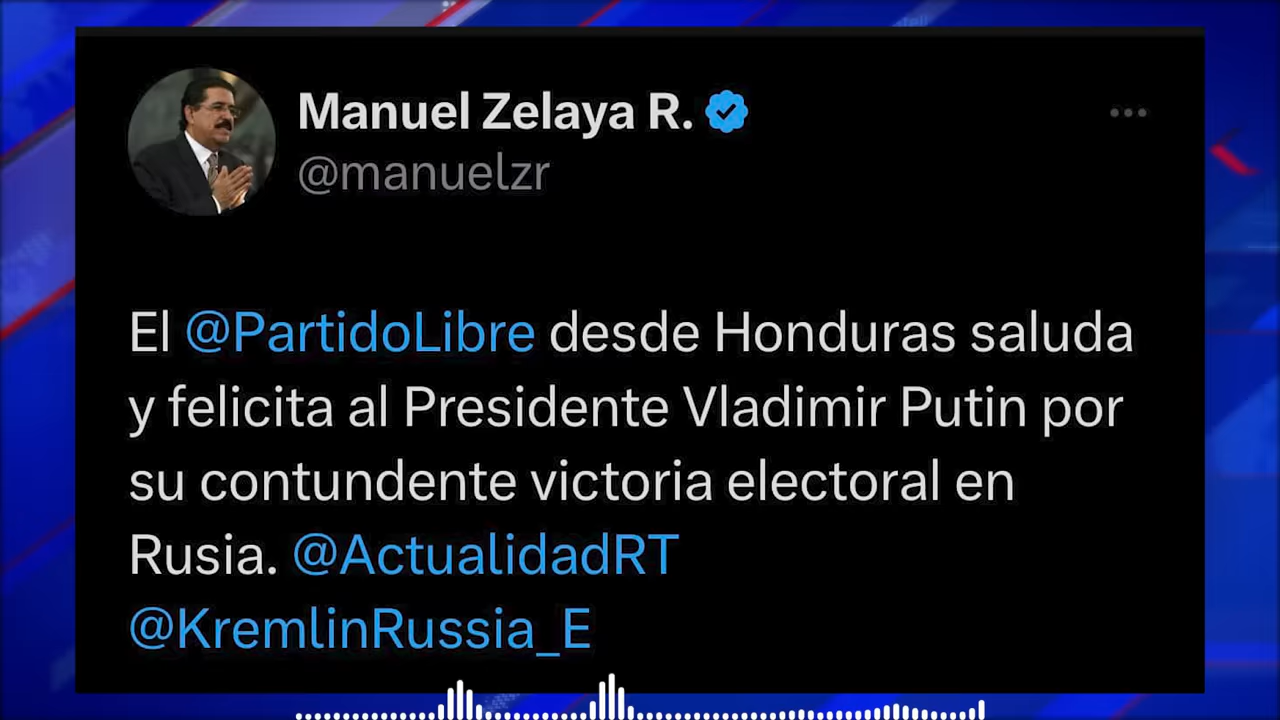 Manuel Zelaya R.
@manuelzr
El @PartidoLibre desde Honduras saluda
y felicita al Presidente Vladimir Putin por
su contundente victoria electoral en
Rusia. @ActualidadRT
@KremlinRussia_E